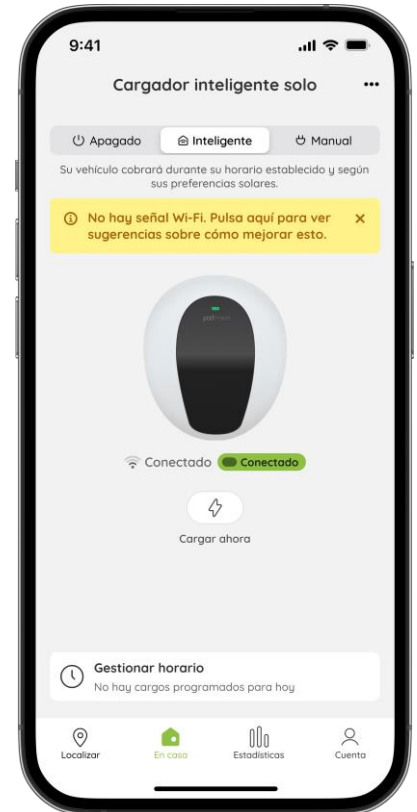 9:41
Cargador inteligente solo
Apagado
Inteligente
Manual
Su vehículo cobrará durante su horario establecido y según
sus preferencias solares.
No hay señal Wi-Fi. Pulsa aquí para ver
sugerencias sobre cómo mejorar esto.
Conectado
Conectado
Cargar ahora
Gestionar horario
No hay cargos programados para hoy
Localizar
En casa
Estadísticas
Cuenta